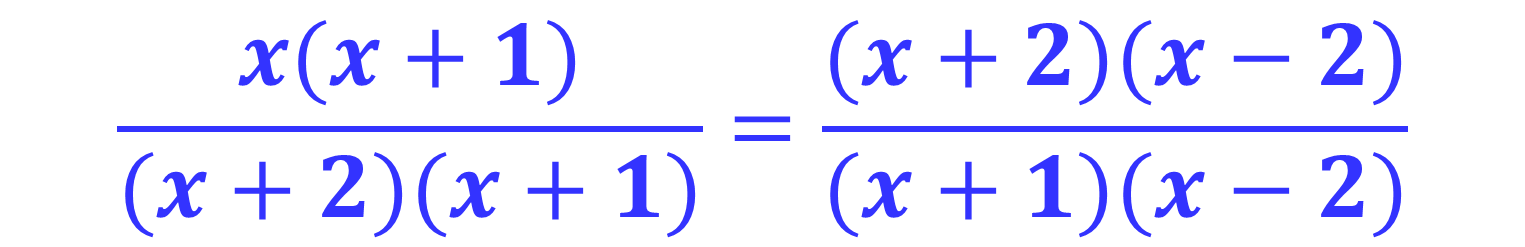 x(x + 1) / (x + 2)(x + 1) = (x + 2)(x − 2) / (x + 1)(x − 2)